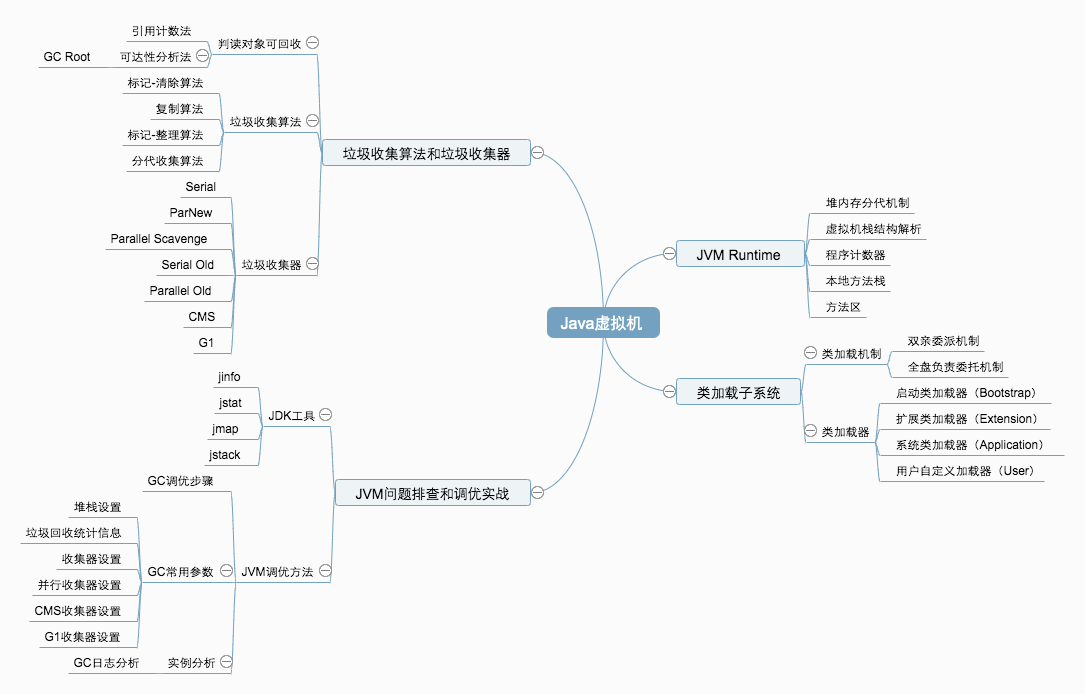 Java虚拟机
垃圾收集算法和垃圾收集器
判读对象可回收
引用计数法
可达性分析法
GC Root
垃圾收集算法
标记-清除算法
复制算法
标记-整理算法
分代收集算法
垃圾收集器
Serial
ParNew
Parallel Scavenge
Serial Old
Parallel Old
CMS
G1
JVM问题排查和调优实战
JDK工具
jinfo
jstat
jmap
jstack
JVM调优方法
GC调优步骤
GC常用参数
堆栈设置
垃圾回收统计信息
收集器设置
并行收集器设置
CMS收集器设置
G1收集器设置
实例分析
GC日志分析
JVM Runtime
堆内存分代机制
虚拟机栈结构解析
程序计数器
本地方法栈
方法区
类加载子系统
类加载机制
双亲委派机制
全盘负责委托机制
类加载器
启动类加载器（Bootstrap）
扩展类加载器（Extension）
系统类加载器（Application）
用户自定义加载器（User）